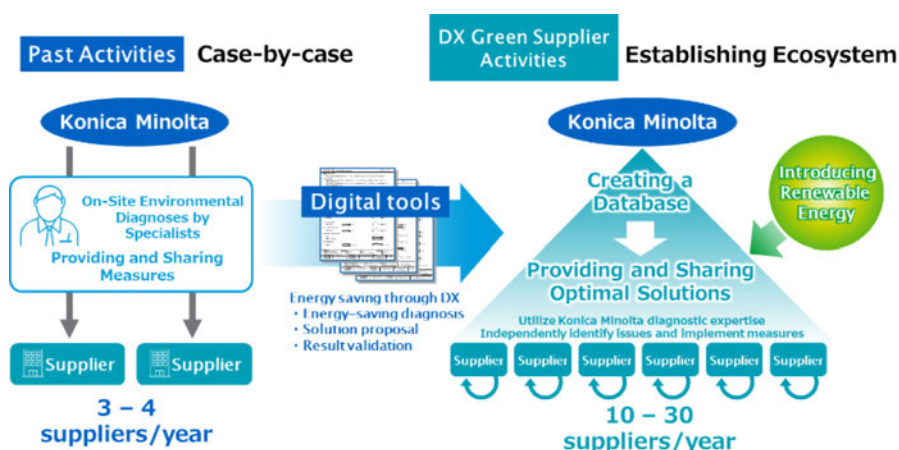 Past Activities
Case-by-case
Konica Minolta
On-Site Environmental
Diagnoses by
Specialists
Providing and Sharing
Measures
Supplier
Supplier
3 – 4
suppliers/year
Digital tools
Energy saving through DX
・Energy-saving diagnosis
・Solution proposal
・Result validation
DX Green Supplier
Activities
Establishing Ecosystem
Konica Minolta
Introducing
Renewable
Energy
Creating a
Database
Providing and Sharing
Optimal Solutions
Utilize Konica Minolta diagnostic expertise
Independently identify issues and implement measures
Supplier
Supplier
Supplier
Supplier
Supplier
Supplier
10 – 30
suppliers/year